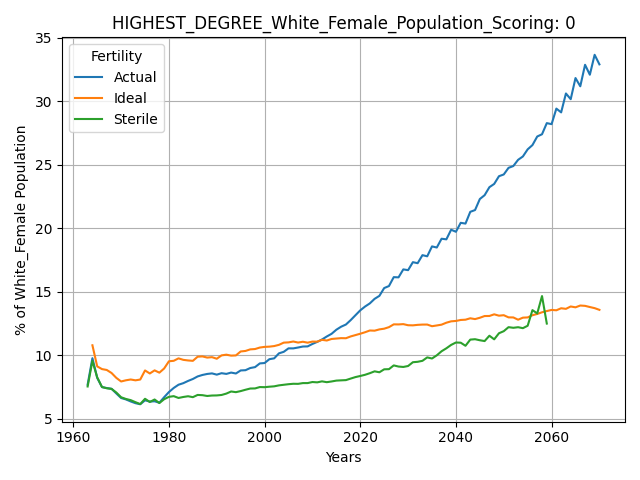 HIGHEST_DEGREE_White_Female_Population_Scoring: 0
Fertility
Actual
Ideal
Sterile
% of White_Female Population
35
30
25
20
15
10
5
1960 1980 2000 2020 2040 2060
Years